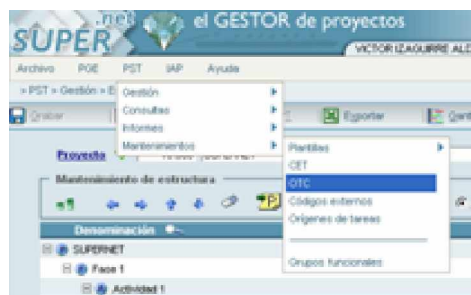 SUPER .net el GESTOR de proyectos
VICTOR IZAGUIRRE
Archivo PGE PST IAP Ayuda
> PST > Gestión > E
Grabar Exportar
Gestión
Consultas
Informes
Mantenimientos
Proyecto
Plantillas
CET
OTC
Códigos externos
Orígenes de tareas
Grupos funcionales
Mantenimiento de estructura
Denominación
SUPERNET
Fase 1
Actividad 1